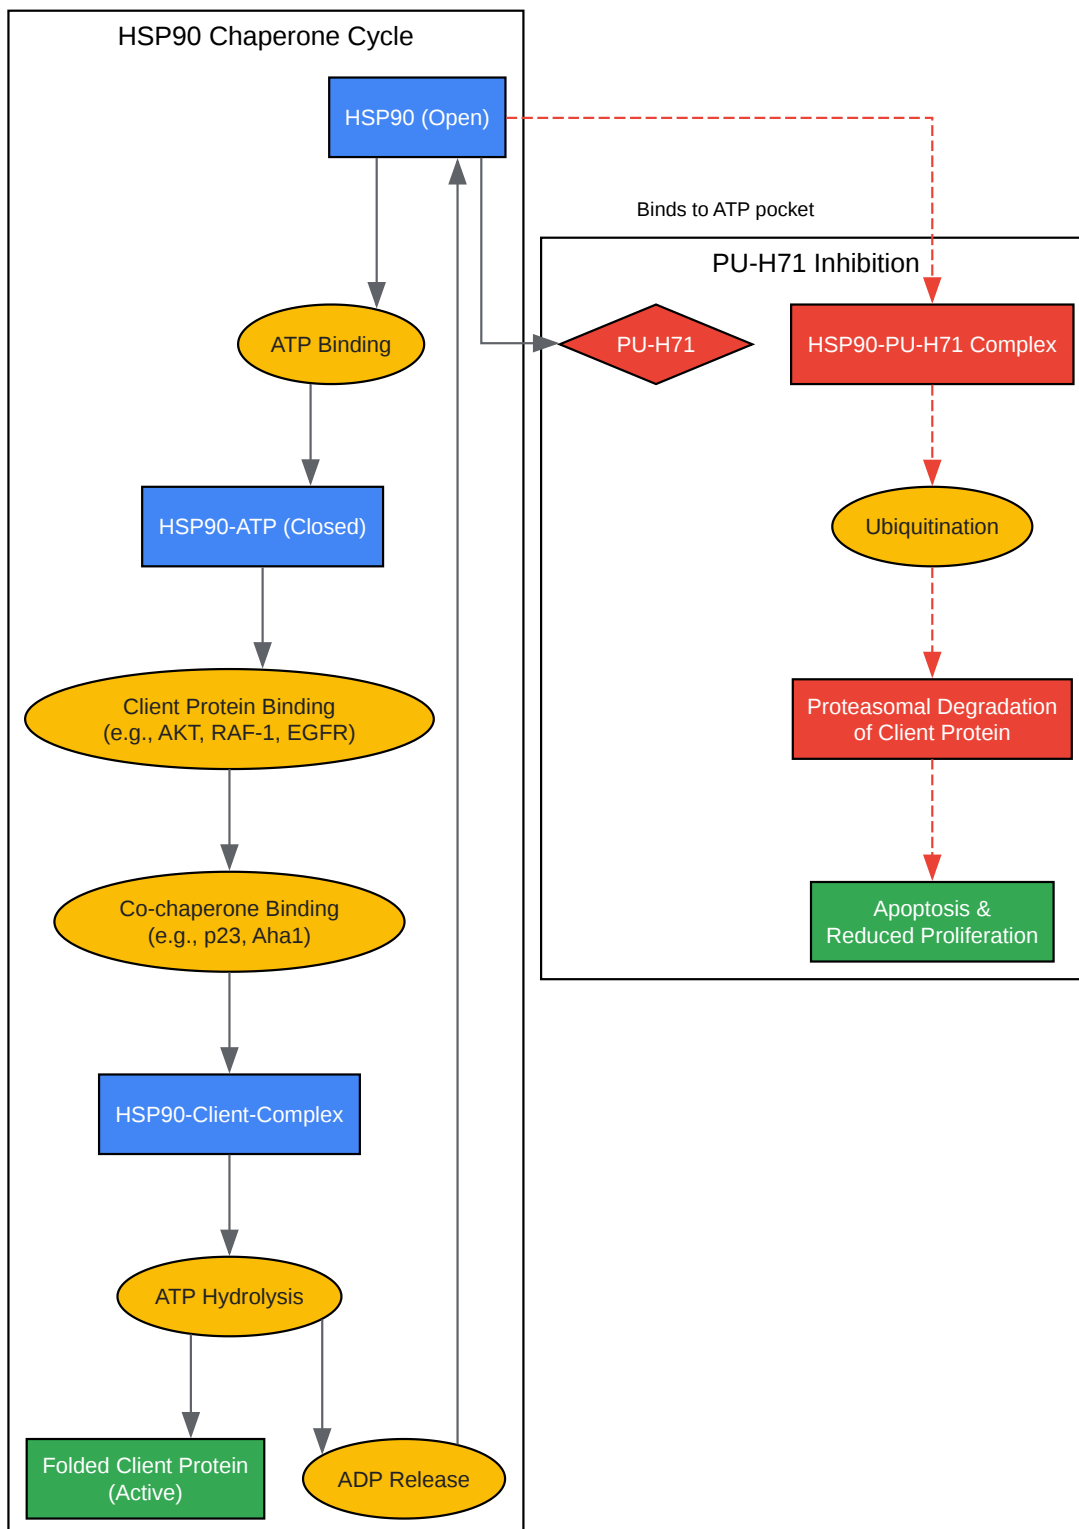 HSP90 Chaperone Cycle
HSP90 (Open)
Binds to ATP pocket
PU-H71 Inhibition
ATP Binding
PU-H71
HSP90-PU-H71 Complex
HSP90-ATP (Closed)
Ubiquitination
Client Protein Binding
(e.g., AKT, RAF-1, EGFR)
Proteasomal Degradation
of Client Protein
Co-chaperone Binding
(e.g., p23, Aha1)
Apoptosis &
Reduced Proliferation
HSP90-Client-Complex
ATP Hydrolysis
Folded Client Protein
(Active)
ADP Release